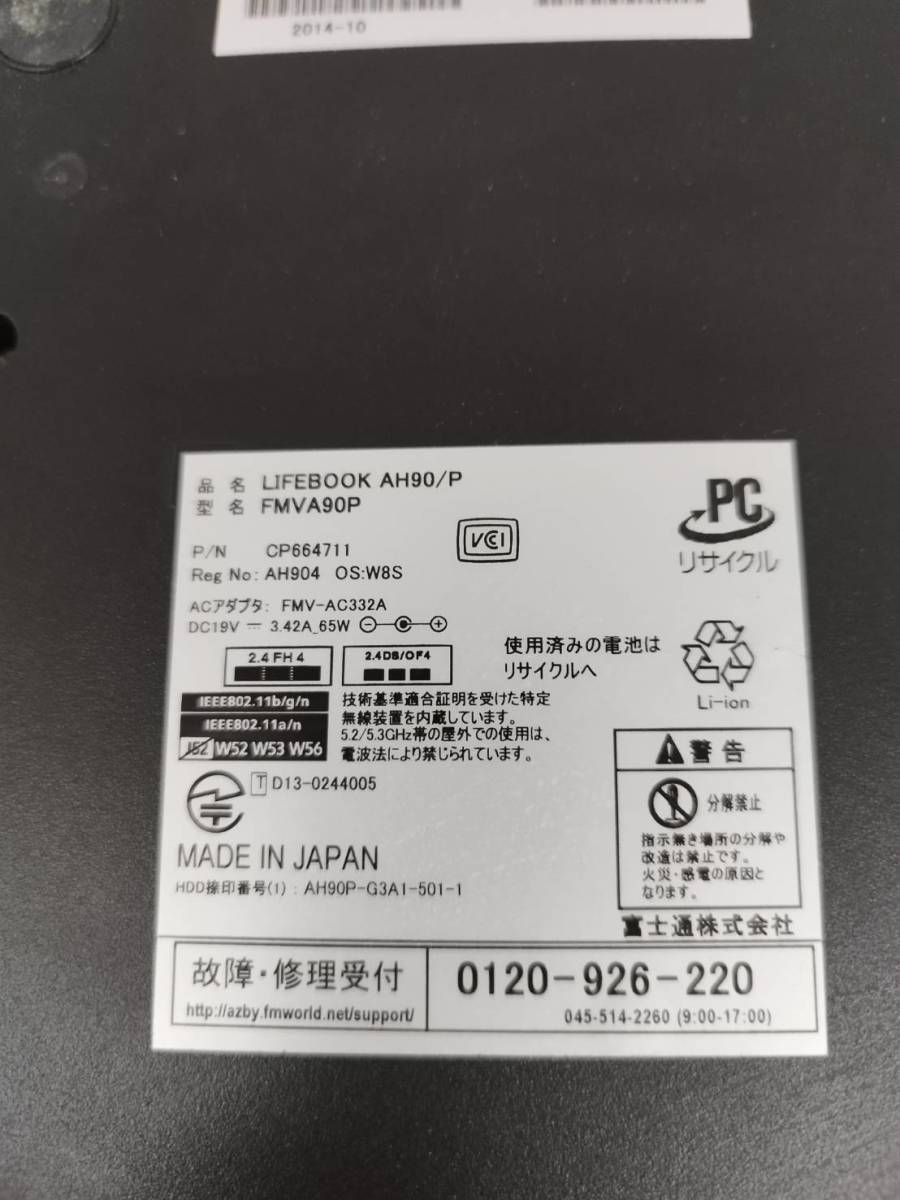 2014-10
品名 LIFEBOOK AH90/P
型名 FMVA90P
P/N CP664711
Reg No: AH904 OS:W8S
ACアダプタ: FMV-AC332A
DC19V 3.42A_65W
VCCI
PC
リサイクル
2.4FH4
2.4DS/OF4
使用済みの電池は
リサイクルへ
Li-ion
IEEE802.11b/g/n
IEEE802.11a/n
J52 W52 W53 W56
技術基準適合証明を受けた特定
無線装置を内蔵しています。
5.2/5.3GHz帯の屋外での使用は、
電波法により禁じられています。
T D13-0244005
MADE IN JAPAN
HDD捺印番号(1) : AH90P-G3A1-501-1
警告
分解禁止
指示無き場所の分解や
改造は禁止です。
火災・感電の原因と
なります。
富士通株式会社
故障・修理受付
http://azby.fmworld.net/support/
0120-926-220
045-514-2260 (9:00-17:00)